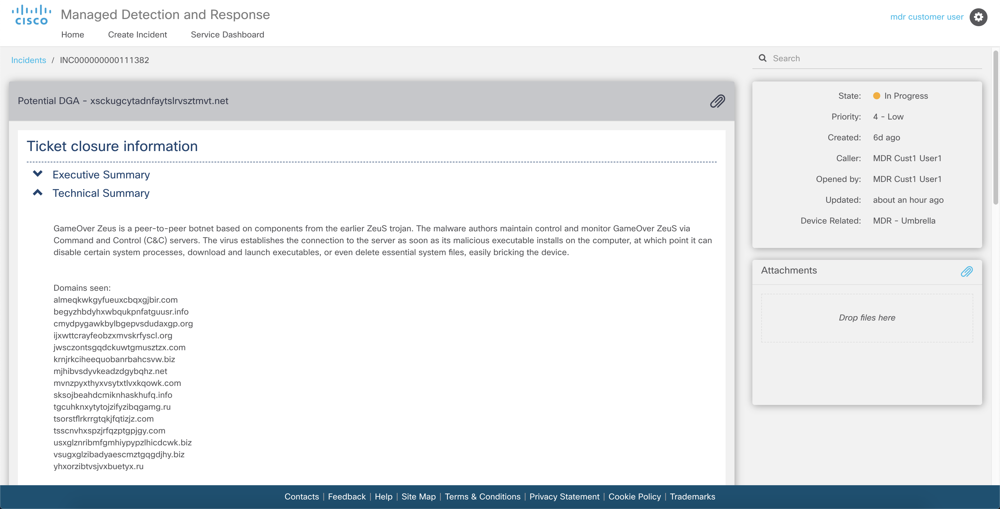 CISCO
Managed Detection and Response
mdr customer user
Home
Create Incident
Service Dashboard
Incidents / INC000000000111382
Search
Potential DGA - xsckugcytadnfaytslrvsztmvt.net
Ticket closure information
Executive Summary
Technical Summary
GameOver Zeus is a peer-to-peer botnet based on components from the earlier ZeuS trojan. The malware authors maintain control and monitor GameOver ZeuS via
Command and Control (C&C) servers. The virus establishes the connection to the server as soon as its malicious executable installs on the computer, at which point it can
disable certain system processes, download and launch executables, or even delete essential system files, easily bricking the device.
Domains seen:
almeqkwkgyfueuxcbqxgjbir.com
begyzhbdyhxwbqukpnfatguusr.info
cmydpygawkbylbgepvsdudaxgp.org
ijxwttcrayfeobzxmvskrfyscl.org
jwsczontsgqdckuwtgmusztzx.com
krnjrkciheequobanrbahcsvw.biz
mjhibvsdyvkeadzdgybqhz.net
mvnzpyxthyxvsytxtlvxkqowk.com
sksojbeahdcmiknhaskhufq.info
tgcuhknxytytojzifyzibqgamg.ru
tsorstflrkrrgtqkjfqtizjz.com
tsscnvhxspzjrfqzptgpjgy.com
usxglznribmfgmhiypypzlhicdcwk.biz
vsugxglzibadyaescmztgqgdjhy.biz
yhxorzibtvsjvxbuetyx.ru
State: In Progress
Priority: 4 - Low
Created: 6d ago
Caller: MDR Cust1 User1
Opened by: MDR Cust1 User1
Updated: about an hour ago
Device Related: MDR - Umbrella
Attachments
Drop files here
Contacts | Feedback | Help | Site Map | Terms & Conditions | Privacy Statement | Cookie Policy | Trademarks